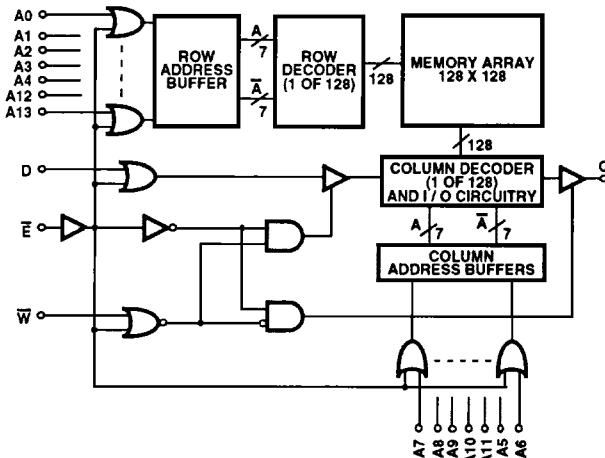 A0
A1
A2
A3
A4
A12
A13
ROW
ADDRESS
BUFFER
A
7
A̅
7
ROW
DECODER
(1 OF 128)
128
MEMORY ARRAY
128 X 128
128
D
COLUMN DECODER
(1 OF 128)
AND I / O CIRCUITRY
Q
E̅
A
7
A̅
7
COLUMN
ADDRESS BUFFERS
W̅
A7
A8
A9
A10
A11
A5
A6